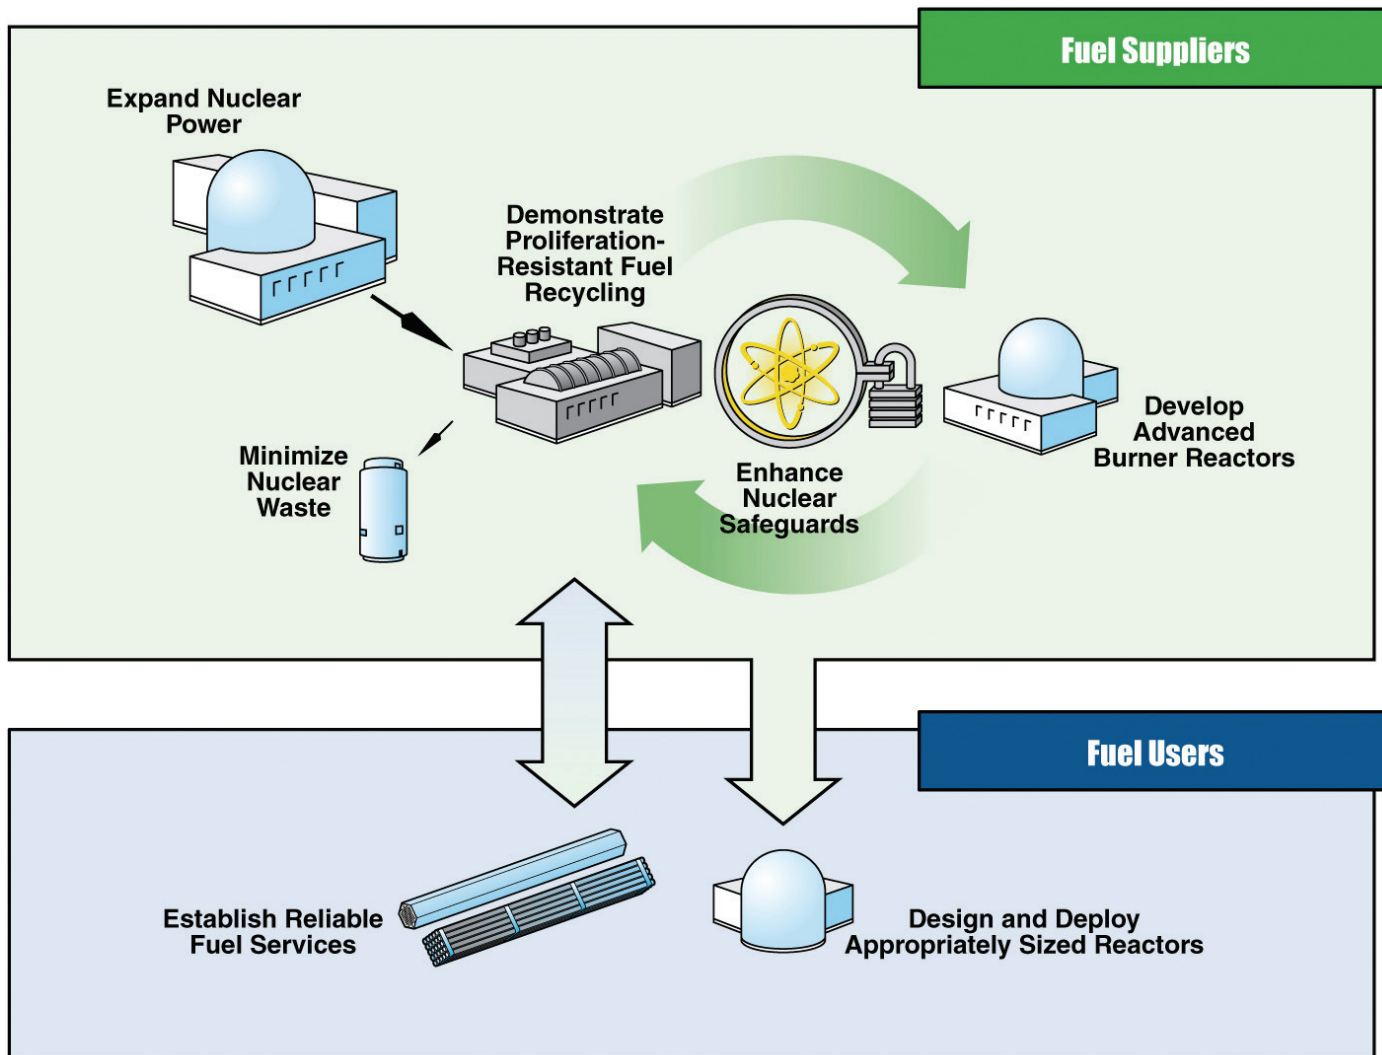 Fuel Suppliers
Expand Nuclear
Power
Demonstrate
Proliferation-
Resistant Fuel
Recycling
Develop
Advanced
Burner Reactors
Minimize
Nuclear
Waste
Enhance
Nuclear
Safeguards
Fuel Users
Establish Reliable
Fuel Services
Design and Deploy
Appropriately Sized Reactors